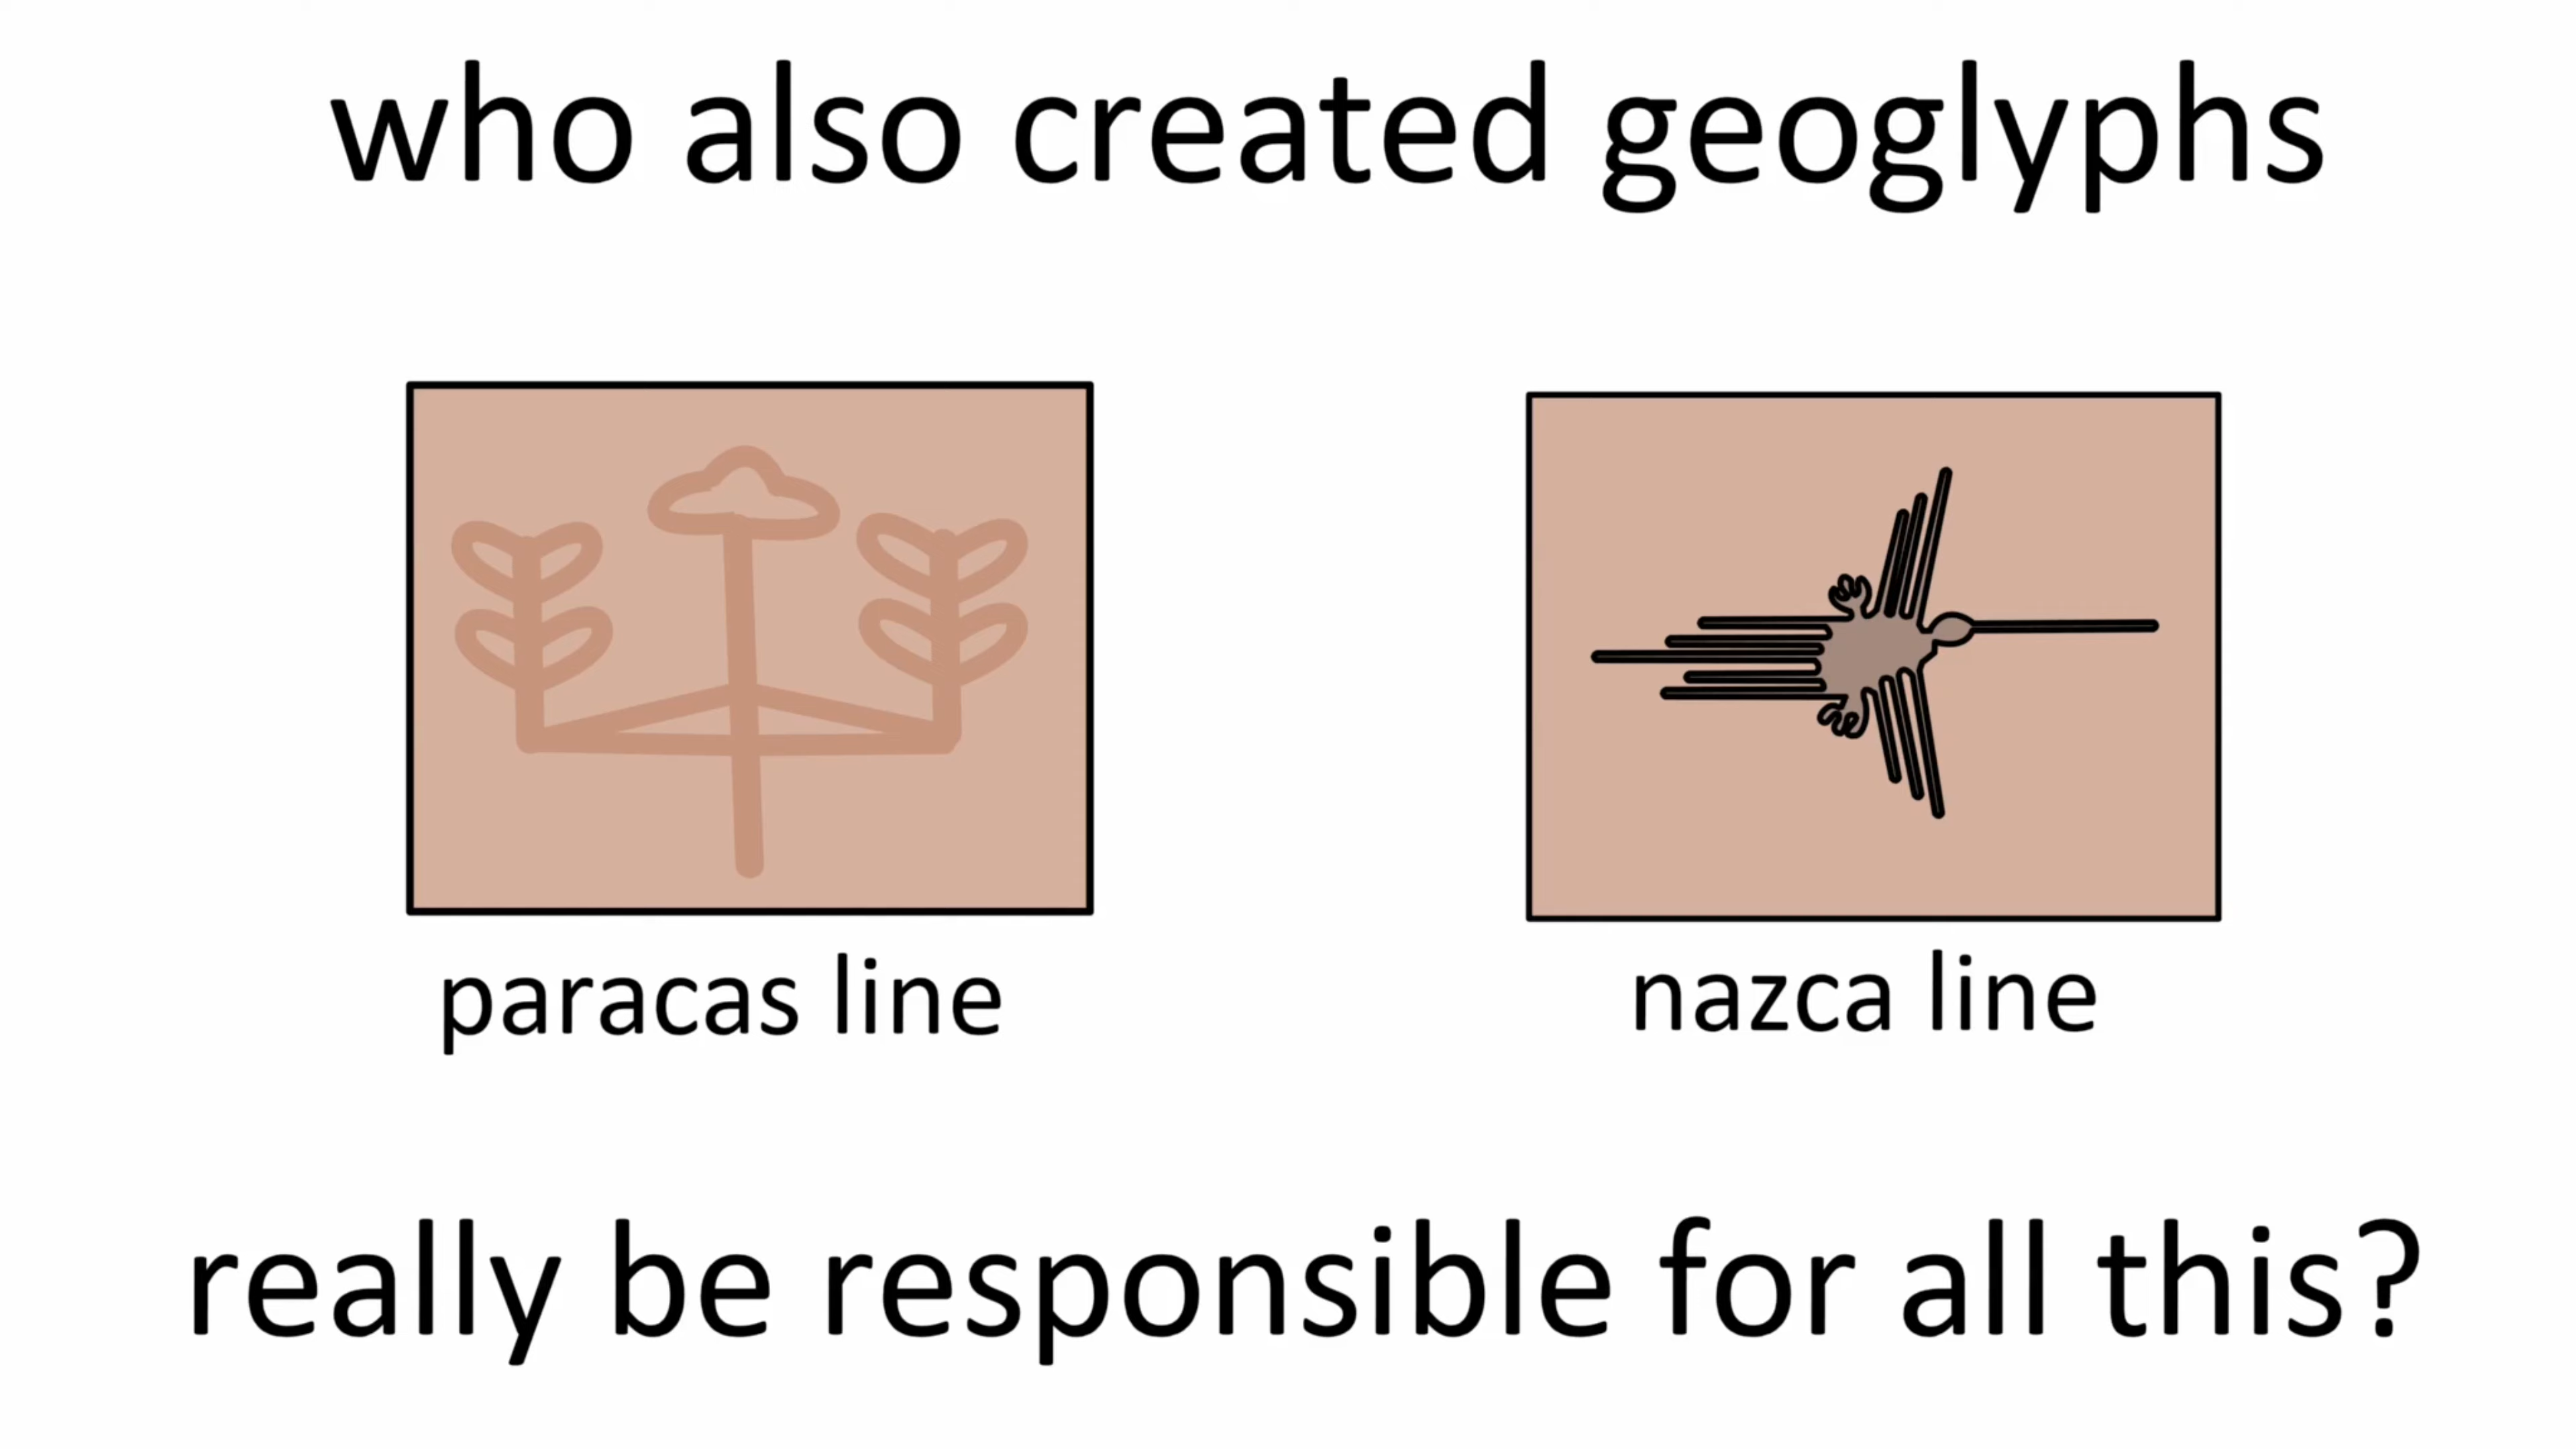 who also created geoglyphs
paracas line
nazca line
really be responsible for all this?